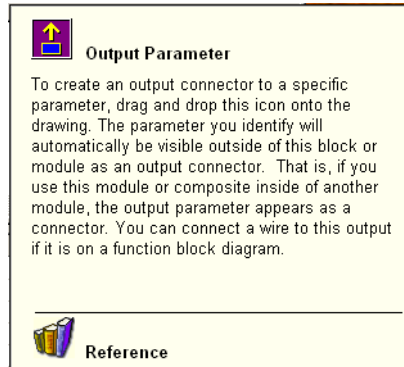 Output Parameter
To create an output connector to a specific
parameter, drag and drop this icon onto the
drawing. The parameter you identify will
automatically be visible outside of this block or
module as an output connector.  That is, if you
use this module or composite inside of another
module, the output parameter appears as a
connector. You can connect a wire to this output
if it is on a function block diagram.
Reference